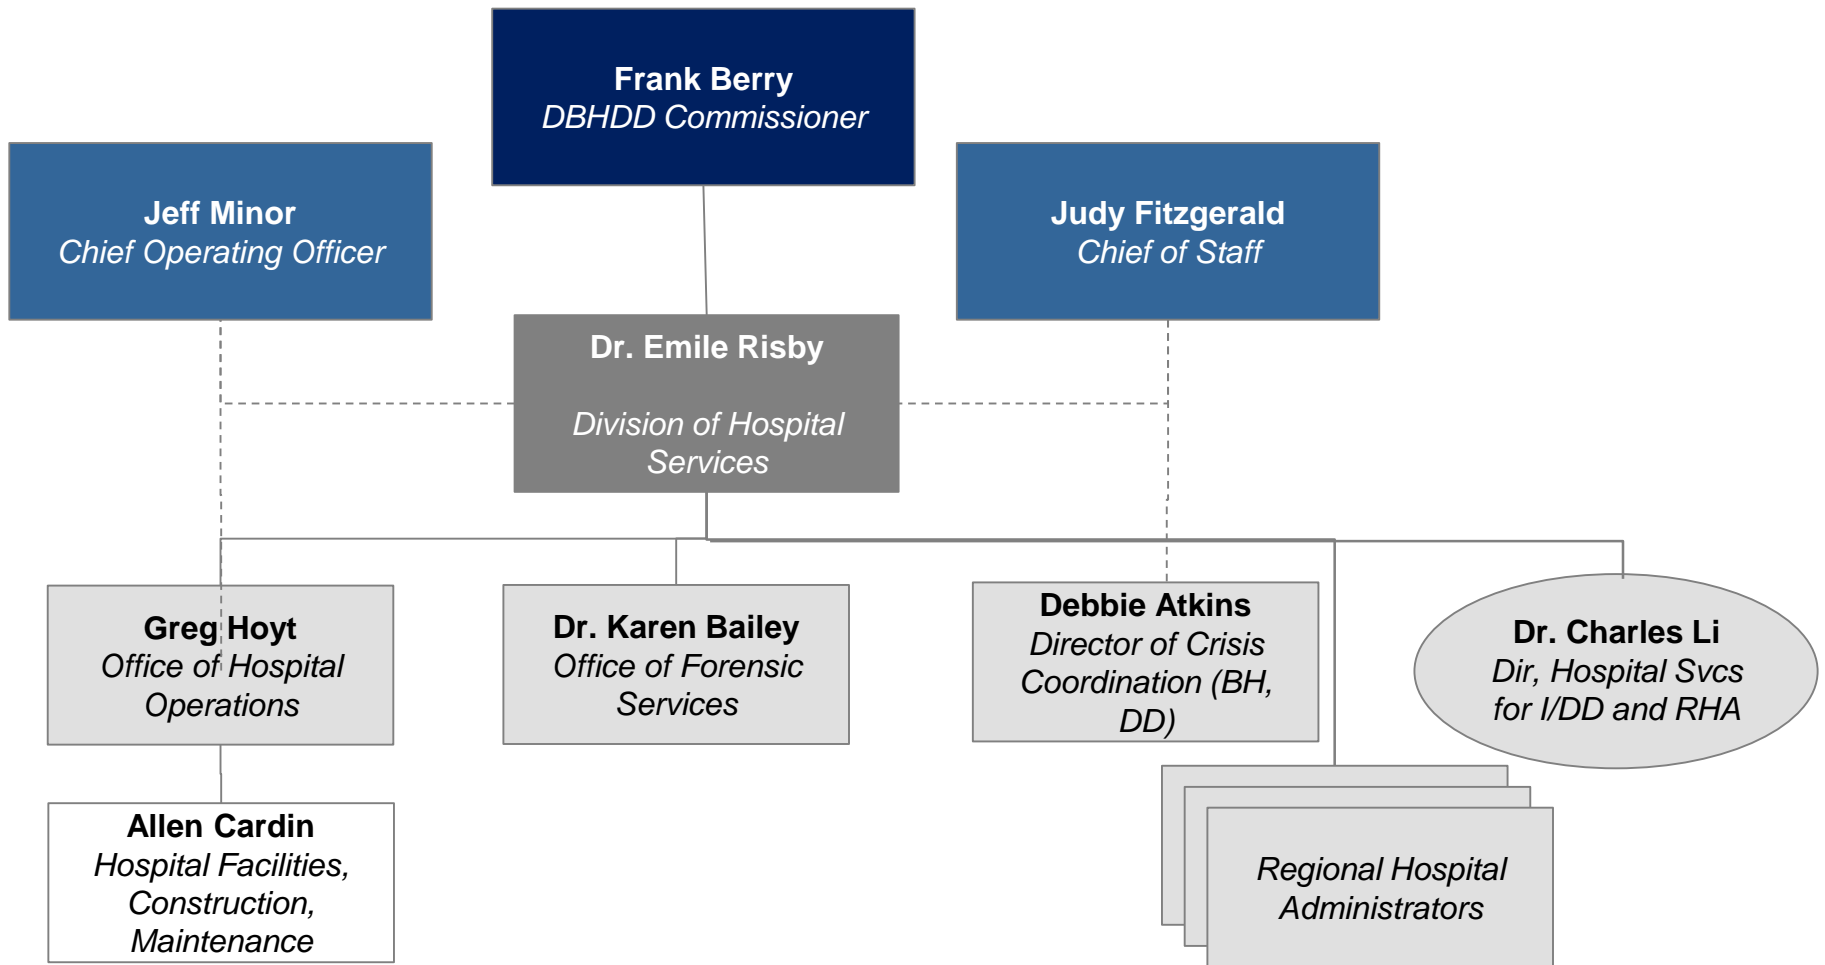 Frank Berry
DBHDD Commissioner
Jeff Minor
Chief Operating Officer
Judy Fitzgerald
Chief of Staff
Dr. Emile Risby
Division of Hospital
Services
Greg Hoyt
Office of Hospital
Operations
Dr. Karen Bailey
Office of Forensic
Services
Debbie Atkins
Director of Crisis
Coordination (BH,
DD)
Dr. Charles Li
Dir, Hospital Svcs
for I/DD and RHA
Allen Cardin
Hospital Facilities,
Construction,
Maintenance
Regional Hospital
Administrators